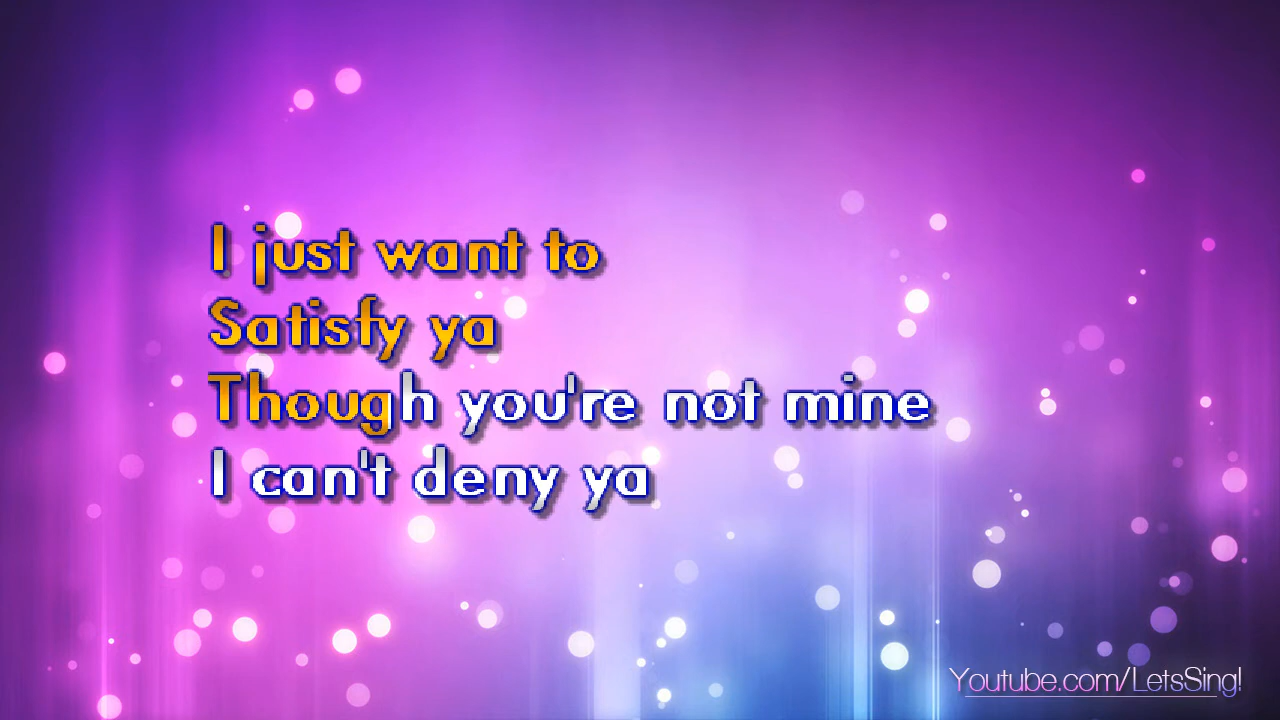 I just want to
Satisfy ya
Though you're not mine
I can't deny ya
Youtube.com/LetsSing!